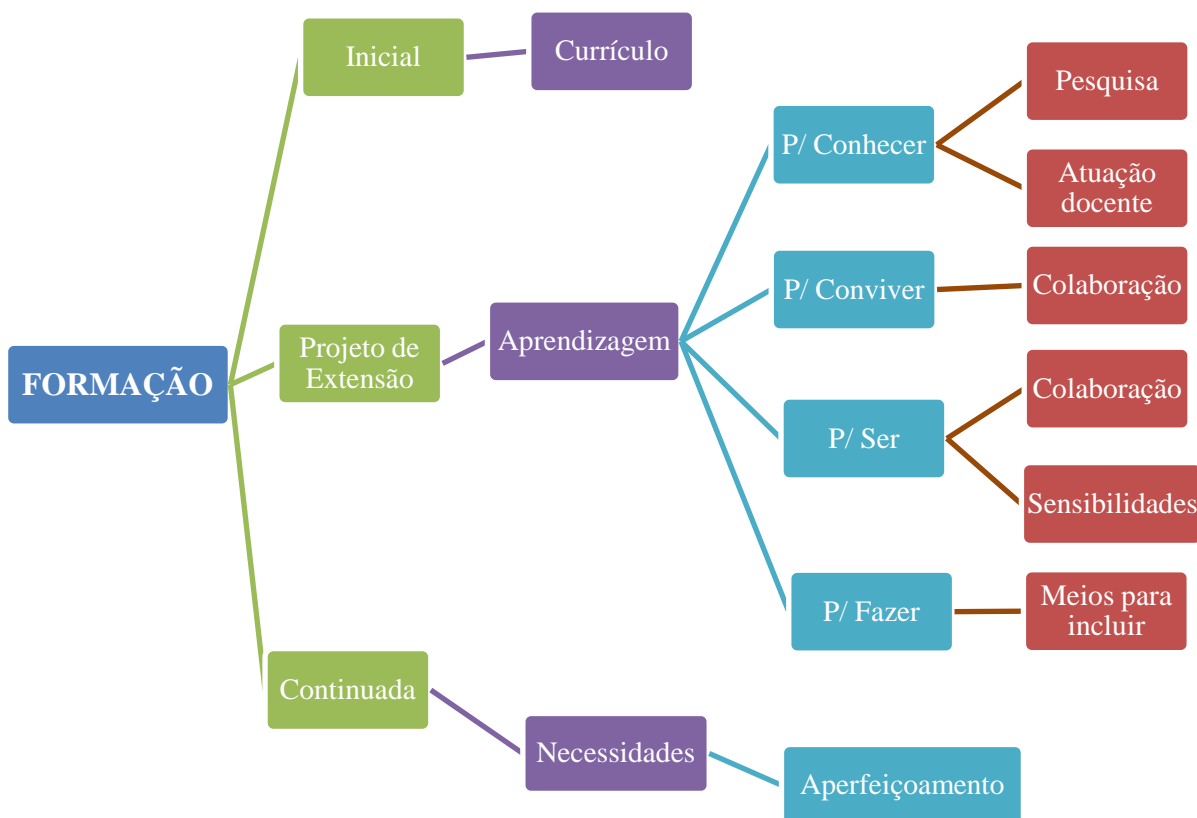 FORMAÇÃO
Inicial
Currículo
Projeto de
Extensão
Aprendizagem
P/ Conhecer
Pesquisa
Atuação
docente
P/ Conviver
Colaboração
P/ Ser
Colaboração
Sensibilidades
P/ Fazer
Meios para
incluir
Continuada
Necessidades
Aperfeiçoamento